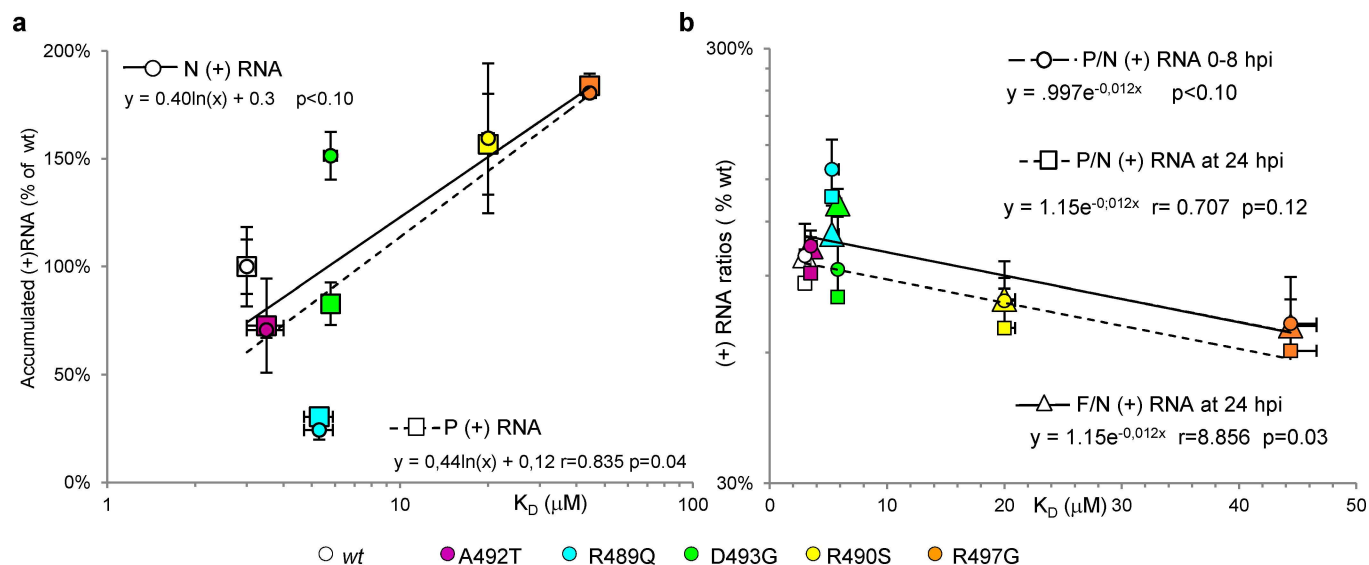 a
200%
150%
100%
50%
0%
Accumulated (+)RNA (% of wt)
N (+) RNA
y = 0.40ln(x) + 0.3 p<0.10
P (+) RNA
y = 0,44ln(x) + 0,12 r=0.835 p=0.04
1
10
100
K_D (μM)
b
300%
30%
(+) RNA ratios ( % wt)
P/N (+) RNA 0-8 hpi
y = .997e^-0,012x p<0.10
P/N (+) RNA at 24 hpi
y = 1.15e^-0;012x r= 0.707 p=0.12
F/N (+) RNA at 24 hpi
y = 1.15e^-0,012x r=8.856 p=0.03
0
10
20
30
40
50
K_D (μM)
wt
A492T
R489Q
D493G
R490S
R497G